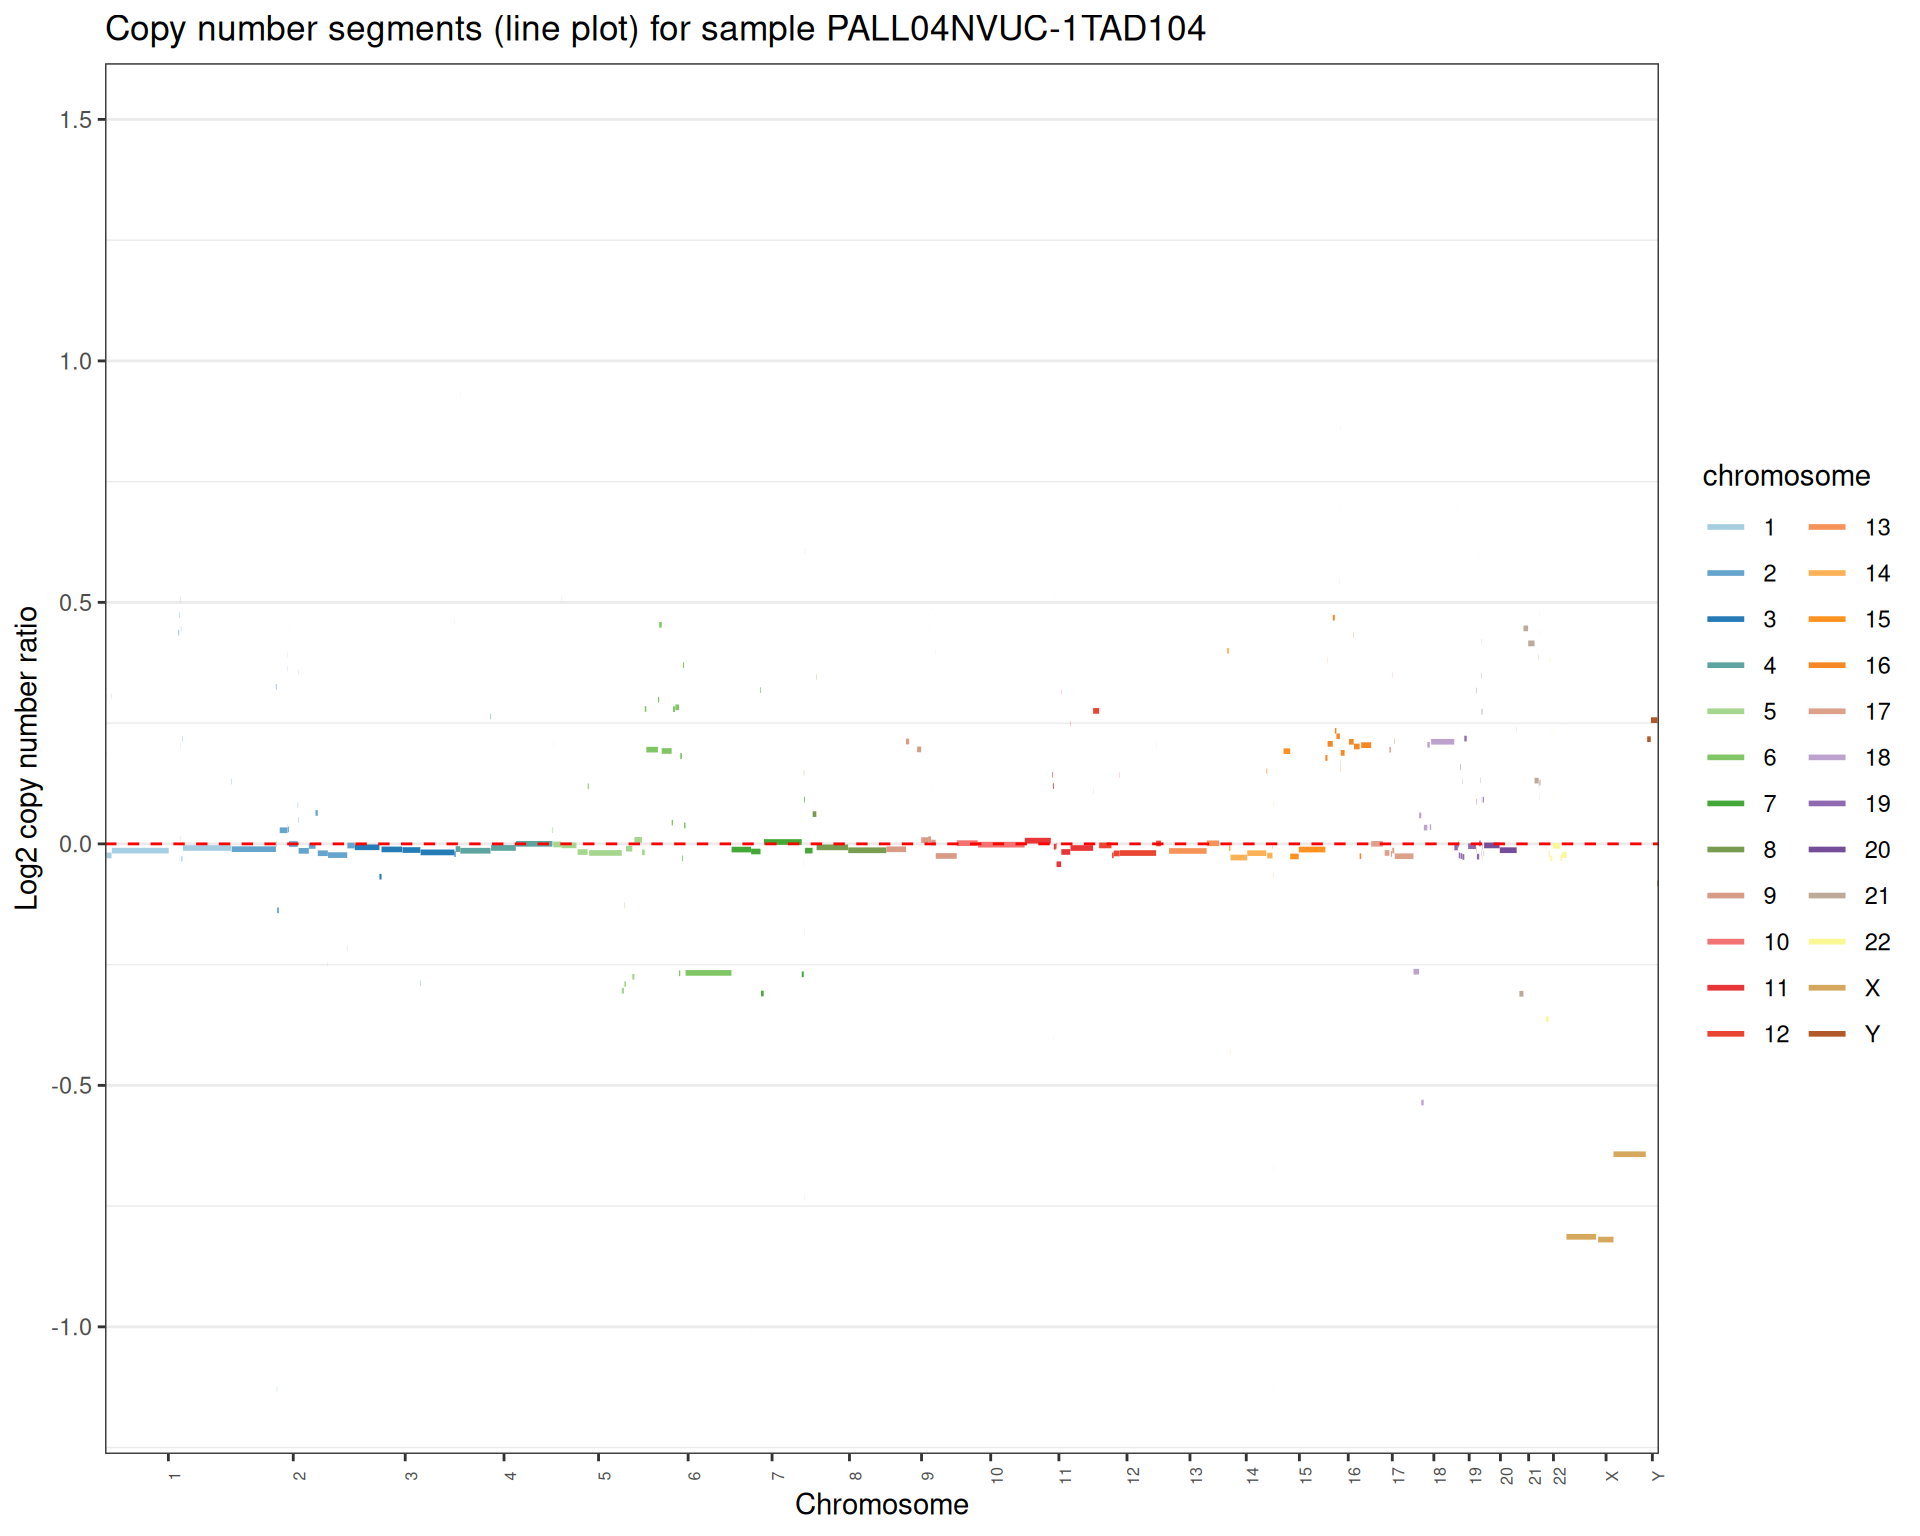 Copy number segments (line plot) for sample PALL04NVUC-1TAD104
1.5
1.0
0.5
0.0
-0.5
-1.0
Log2 copy number ratio
1 2 3 4 5 6 7 8 9 10 11 12 13 14 15 16 17 18 19 20 21 22 X Y
Chromosome
chromosome
1 13
2 14
3 15
4 16
5 17
6 18
7 19
8 20
9 21
10 22
11 X
12 Y